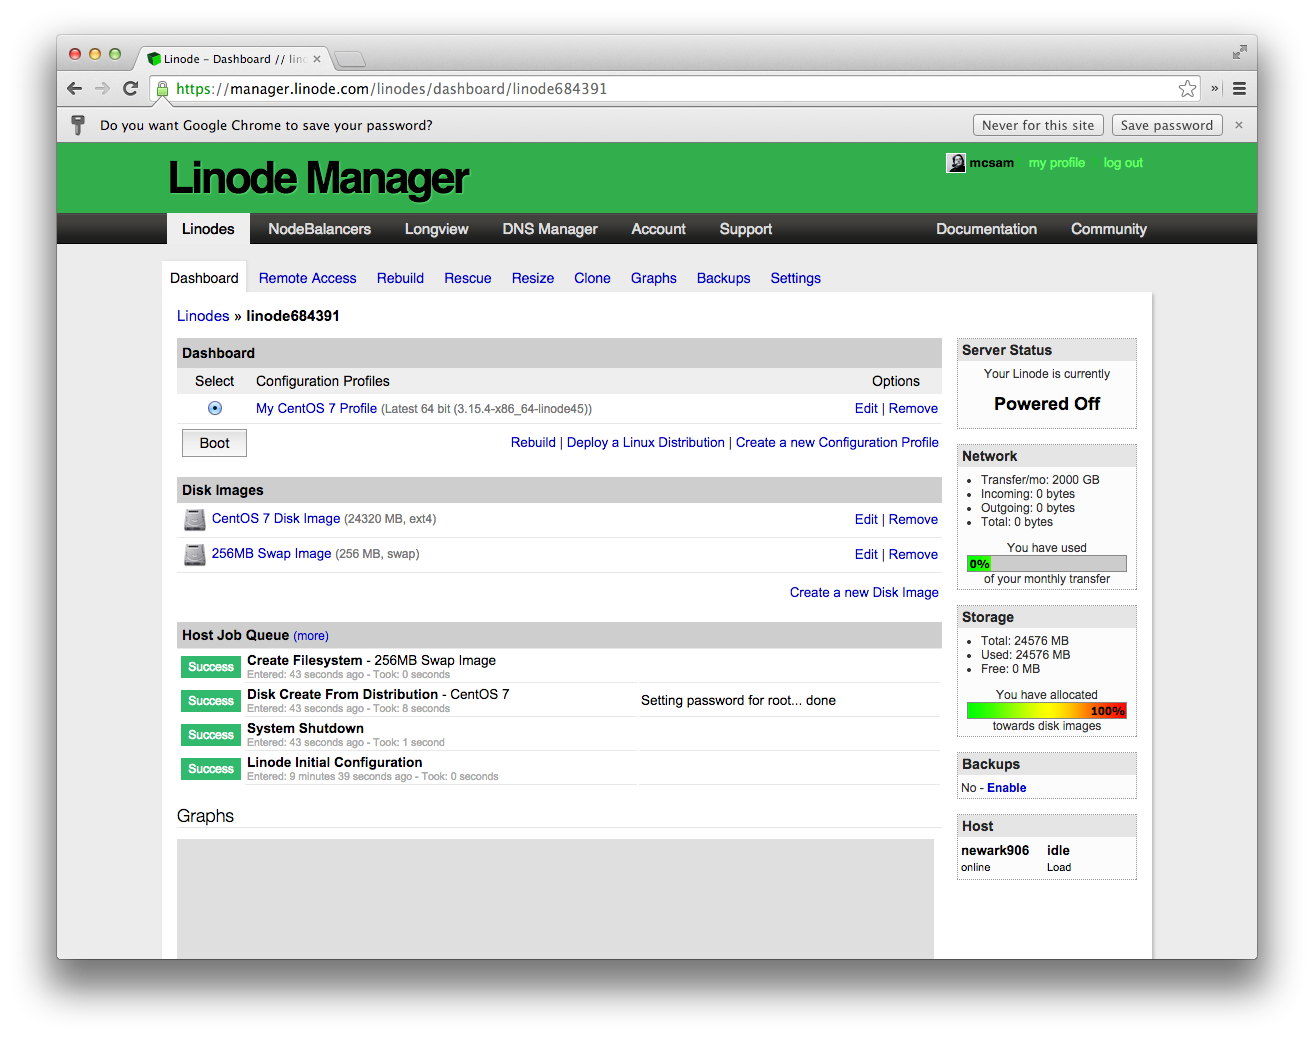 Linode – Dashboard // lin
https://manager.linode.com/linodes/dashboard/linode684391
»
Do you want Google Chrome to save your password?
Never for this site
Save password
Linode Manager
mcsam my profile log out
Linodes NodeBalancers Longview DNS Manager Account Support Documentation Community
Dashboard Remote Access Rebuild Rescue Resize Clone Graphs Backups Settings
Linodes » linode684391
Dashboard
Select Configuration Profiles Options
My CentOS 7 Profile (Latest 64 bit (3.15.4-x86_64-linode45)) Edit | Remove
Boot Rebuild | Deploy a Linux Distribution | Create a new Configuration Profile
Disk Images
CentOS 7 Disk Image (24320 MB, ext4) Edit | Remove
256MB Swap Image (256 MB, swap) Edit | Remove
Create a new Disk Image
Host Job Queue (more)
Success Create Filesystem - 256MB Swap Image
Entered: 43 seconds ago - Took: 0 seconds
Success Disk Create From Distribution - CentOS 7
Entered: 43 seconds ago - Took: 8 seconds
Setting password for root... done
Success System Shutdown
Entered: 43 seconds ago - Took: 1 second
Success Linode Initial Configuration
Entered: 9 minutes 39 seconds ago - Took: 0 seconds
Graphs
Server Status
Your Linode is currently
Powered Off
Network
Transfer/mo: 2000 GB
Incoming: 0 bytes
Outgoing: 0 bytes
Total: 0 bytes
You have used
0%
of your monthly transfer
Storage
Total: 24576 MB
Used: 24576 MB
Free: 0 MB
You have allocated
100%
towards disk images
Backups
No - Enable
Host
newark906 idle
online Load